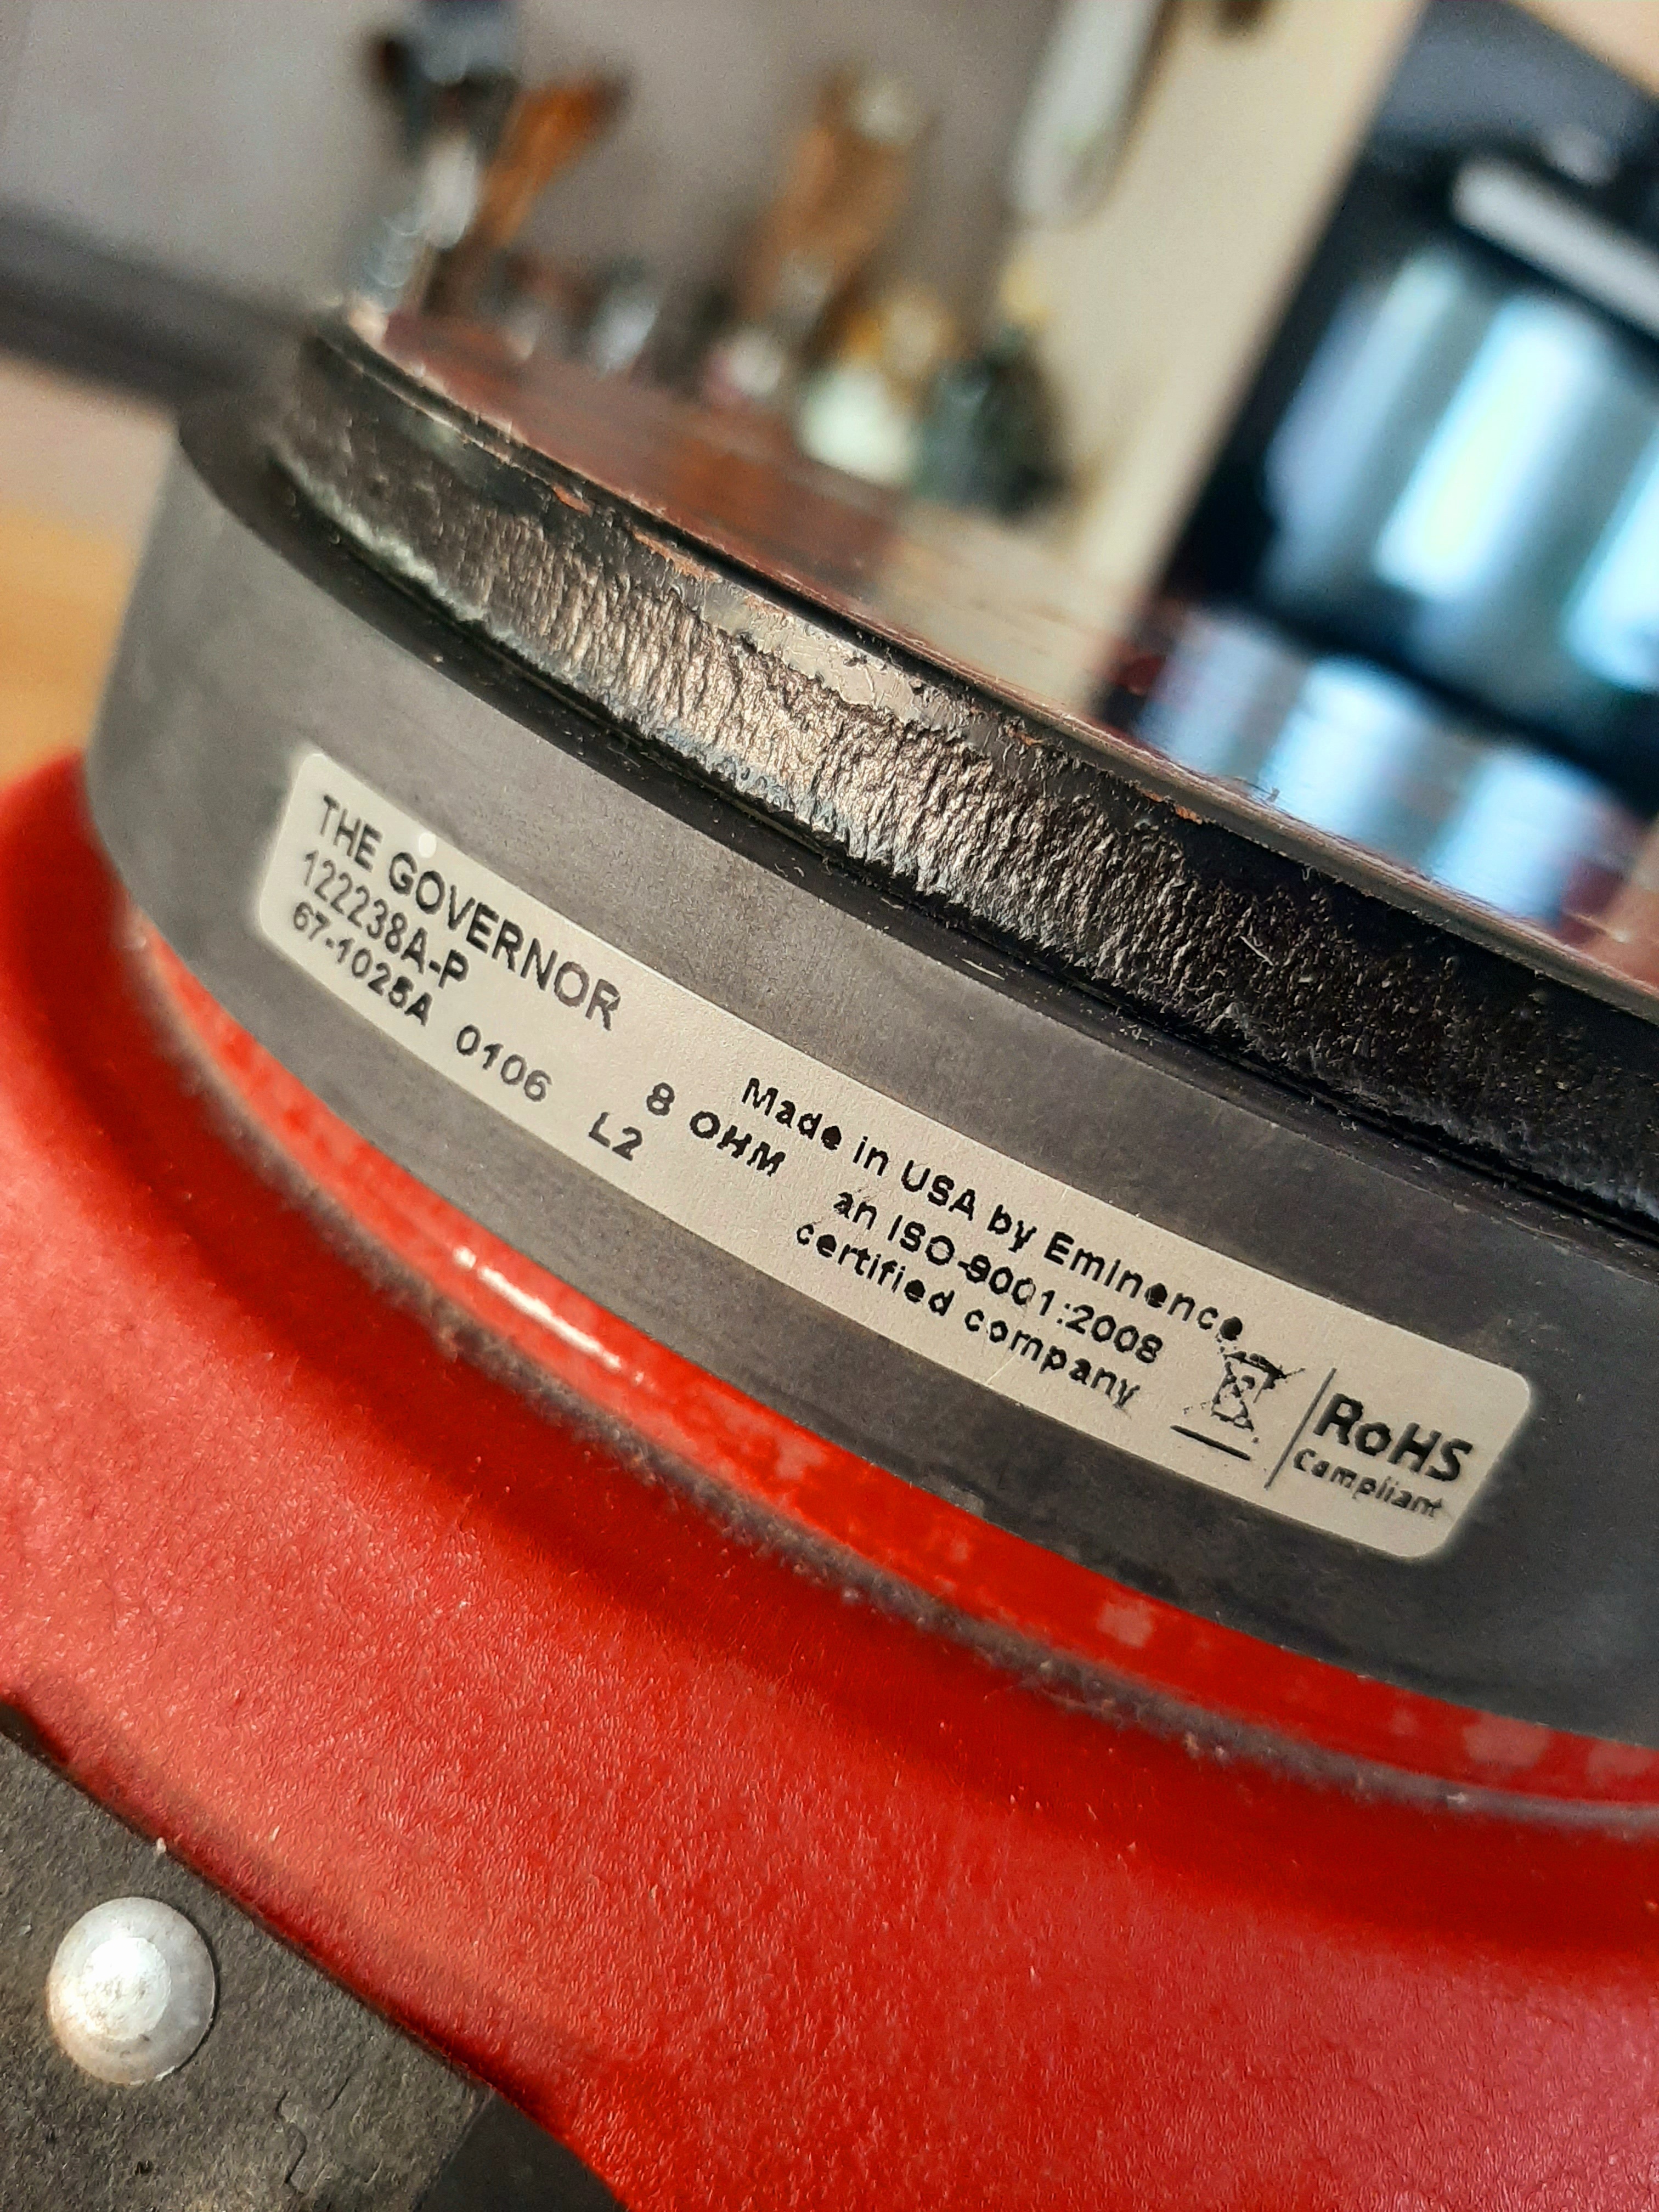 THE GOVERNOR
122238A-P 8 OHM
67-1025A 0106 L2
Made in USA by Eminence
an ISO-9001:2008
certified company
RoHS
Compliant